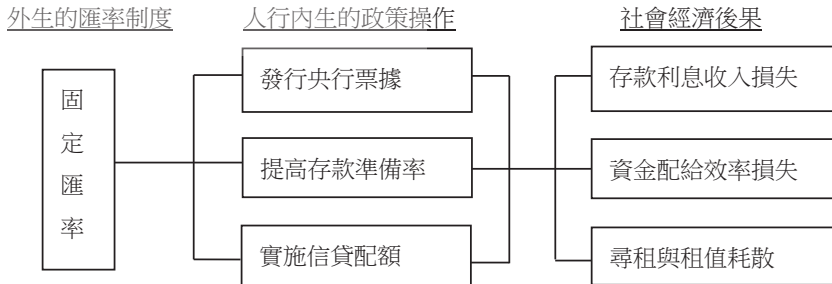 外生的匯率制度
人行內生的政策操作
社會經濟後果
固定匯率
發行央行票據
提高存款準備率
實施信貸配額
存款利息收入損失
資金配給效率損失
尋租與租值耗散